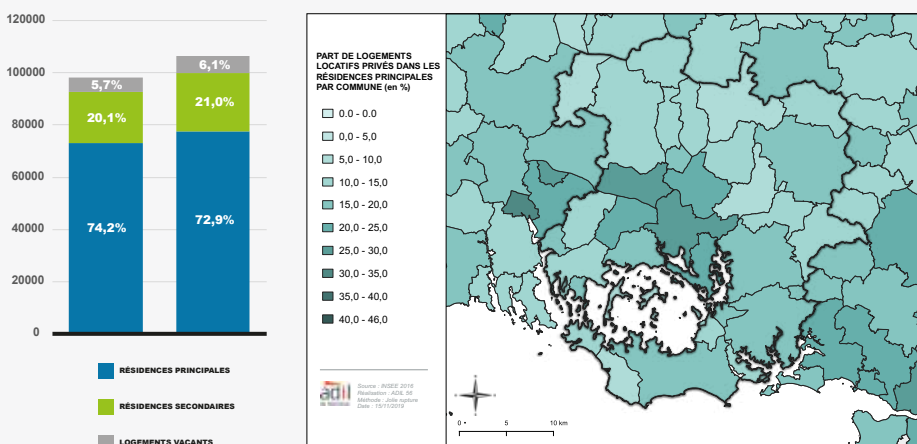 120000
100000
80000
60000
40000
20000
0
5,7%
20,1%
74,2%
6,1%
21,0%
72,9%
RÉSIDENCES PRINCIPALES
RÉSIDENCES SECONDAIRES
LOGEMENTS VACANTS
PART DE LOGEMENTS
LOCATIFS PRIVÉS DANS LES
RÉSIDENCES PRINCIPALES
PAR COMMUNE (en %)
0.0 - 0.0
0,0 - 5,0
5,0 - 10,0
10,0 - 15,0
15,0 - 20,0
20,0 - 25,0
25,0 - 30,0
30,0 - 35,0
35,0 - 40,0
40,0 - 46,0
adil
Source : INSEE 2016
Réalisation : ADIL 56
Méthode : Jolie rupture
Date : 15/11/2019
0
5
10 km